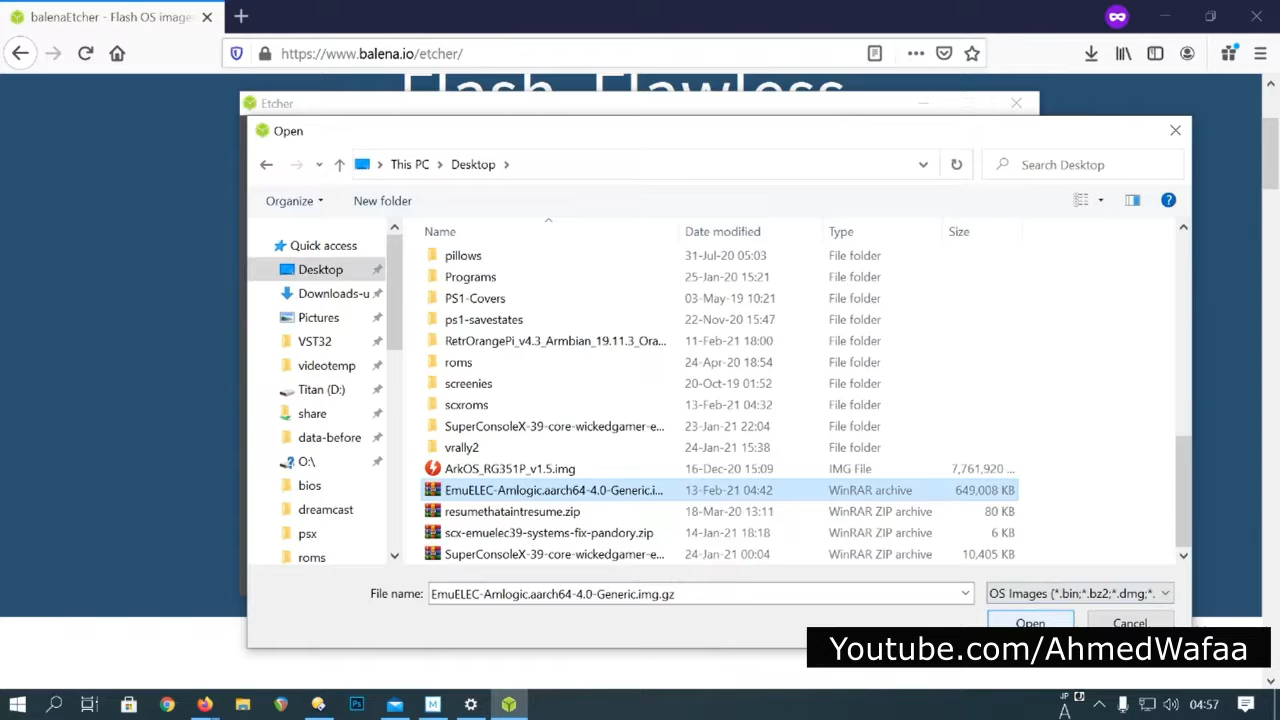 balenaEtcher - Flash OS image
https://www.balena.io/etcher/
Flash. Flawless
Etcher
Open
This PC > Desktop >
Search Desktop
Organize
New folder
Name Date modified Type Size
Quick access
Desktop
Downloads-u
Pictures
VST32
videotemp
Titan (D:)
share
data-before
O:\
bios
dreamcast
psx
roms
pillows 31-Jul-20 05:03 File folder
Programs 25-Jan-20 15:21 File folder
PS1-Covers 03-May-19 10:21 File folder
ps1-savestates 22-Nov-20 15:47 File folder
RetrOrangePi_v4.3_Armbian_19.11.3_Ora... 11-Feb-21 18:00 File folder
roms 24-Apr-20 18:54 File folder
screenies 20-Oct-19 01:52 File folder
scxroms 13-Feb-21 04:32 File folder
SuperConsoleX-39-core-wickedgamer-e... 23-Jan-21 22:04 File folder
vrally2 24-Jan-21 15:38 File folder
ArkOS_RG351P_v1.5.img 16-Dec-20 15:09 IMG File 7,761,920 ...
EmuELEC-Amlogic.aarch64-4.0-Generic.i... 13-Feb-21 04:42 WinRAR archive 649,008 KB
resumethataintresume.zip 18-Mar-20 13:11 WinRAR ZIP archive 80 KB
scx-emuelec39-systems-fix-pandory.zip 14-Jan-21 18:18 WinRAR ZIP archive 6 KB
SuperConsoleX-39-core-wickedgamer-e... 24-Jan-21 00:04 WinRAR ZIP archive 10,405 KB
File name: EmuELEC-Amlogic.aarch64-4.0-Generic.img.gz
OS Images (*.bin;*.bz2;*.dmg;*.
Open Cancel
Youtube.com/AhmedWafaa
Ps
M
JP
A
04:57